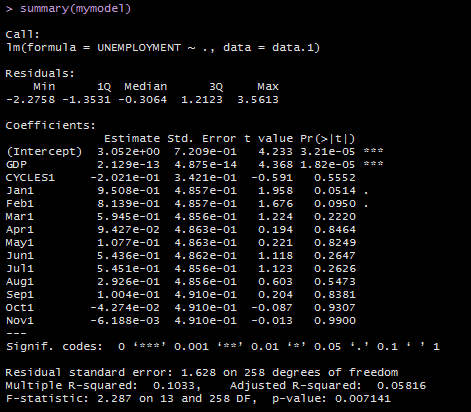 > summary(mymodel)

Call:
lm(formula = UNEMPLOYMENT ~ ., data = data.1)

Residuals:
    Min      1Q  Median      3Q     Max
-2.2758 -1.3531 -0.3064  1.2123  3.5613

Coefficients:
              Estimate Std. Error t value Pr(>|t|)
(Intercept)  3.052e+00  7.209e-01   4.233 3.21e-05 ***
GDP          2.129e-13  4.875e-14   4.368 1.82e-05 ***
CYCLES1     -2.021e-01  3.421e-01  -0.591   0.5552
Jan1         9.508e-01  4.857e-01   1.958   0.0514 .
Feb1         8.139e-01  4.857e-01   1.676   0.0950 .
Mar1         5.945e-01  4.856e-01   1.224   0.2220
Apr1         9.427e-02  4.863e-01   0.194   0.8464
May1         1.077e-01  4.863e-01   0.221   0.8249
Jun1         5.436e-01  4.862e-01   1.118   0.2647
Jul1         5.451e-01  4.856e-01   1.123   0.2626
Aug1         2.926e-01  4.856e-01   0.603   0.5473
Sep1         1.004e-01  4.910e-01   0.204   0.8381
Oct1        -4.274e-02  4.910e-01  -0.087   0.9307
Nov1        -6.188e-03  4.910e-01  -0.013   0.9900
---
Signif. codes:  0 ‘***’ 0.001 ‘**’ 0.01 ‘*’ 0.05 ‘.’ 0.1 ‘ ’ 1

Residual standard error: 1.628 on 258 degrees of freedom
Multiple R-squared:  0.1033,    Adjusted R-squared:  0.05816
F-statistic: 2.287 on 13 and 258 DF,  p-value: 0.007141